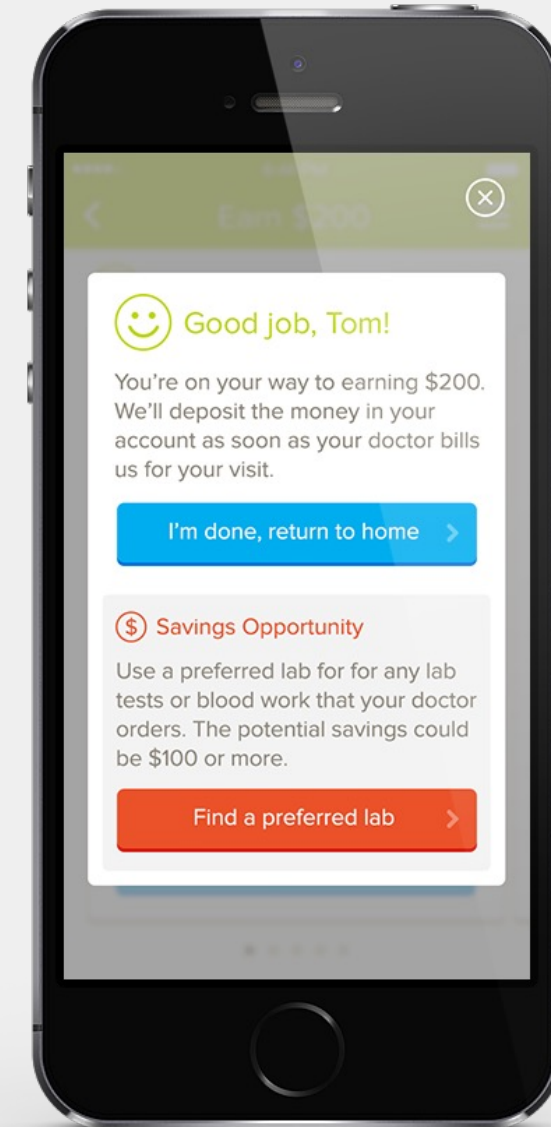 Earn $200
Good job, Tom!
You're on your way to earning $200.
We'll deposit the money in your
account as soon as your doctor bills
us for your visit.
I'm done, return to home
$ Savings Opportunity
Use a preferred lab for for any lab
tests or blood work that your doctor
orders. The potential savings could
be $100 or more.
Find a preferred lab